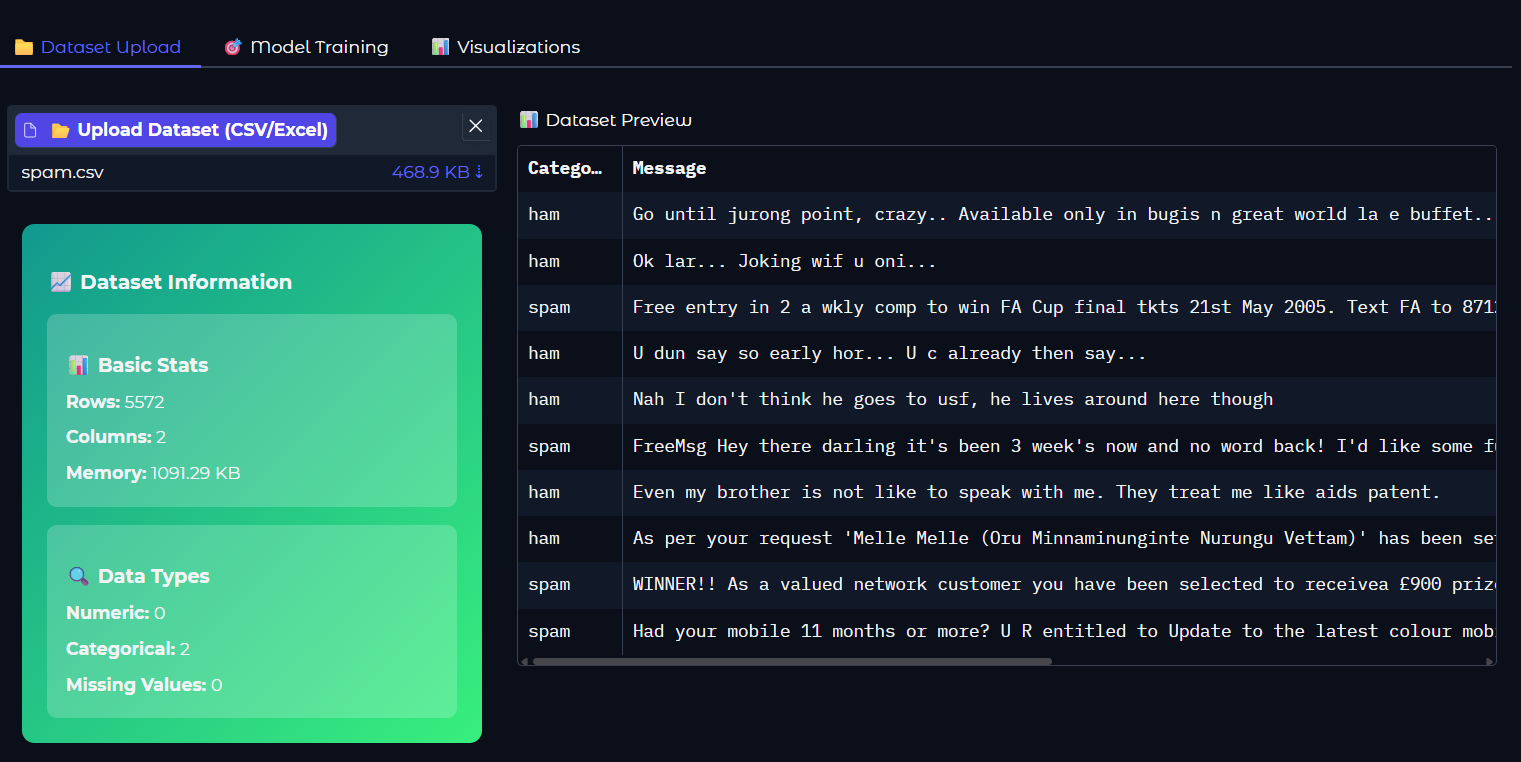 Dataset Upload
Model Training
Visualizations
Upload Dataset (CSV/Excel)
spam.csv
468.9 KB ↓
Dataset Information
Basic Stats
Rows: 5572
Columns: 2
Memory: 1091.29 KB
Data Types
Numeric: 0
Categorical: 2
Missing Values: 0
Dataset Preview
Catego… Message
ham Go until jurong point, crazy.. Available only in bugis n great world la e buffet..
ham Ok lar... Joking wif u oni...
spam Free entry in 2 a wkly comp to win FA Cup final tkts 21st May 2005. Text FA to 8712
ham U dun say so early hor... U c already then say...
ham Nah I don't think he goes to usf, he lives around here though
spam FreeMsg Hey there darling it's been 3 week's now and no word back! I'd like some
ham Even my brother is not like to speak with me. They treat me like aids patent.
ham As per your request 'Melle Melle (Oru Minnaminunginte Nurungu Vettam)' has been
spam WINNER!! As a valued network customer you have been selected to receivea £900 prize
spam Had your mobile 11 months or more? U R entitled to Update to the latest colour mob